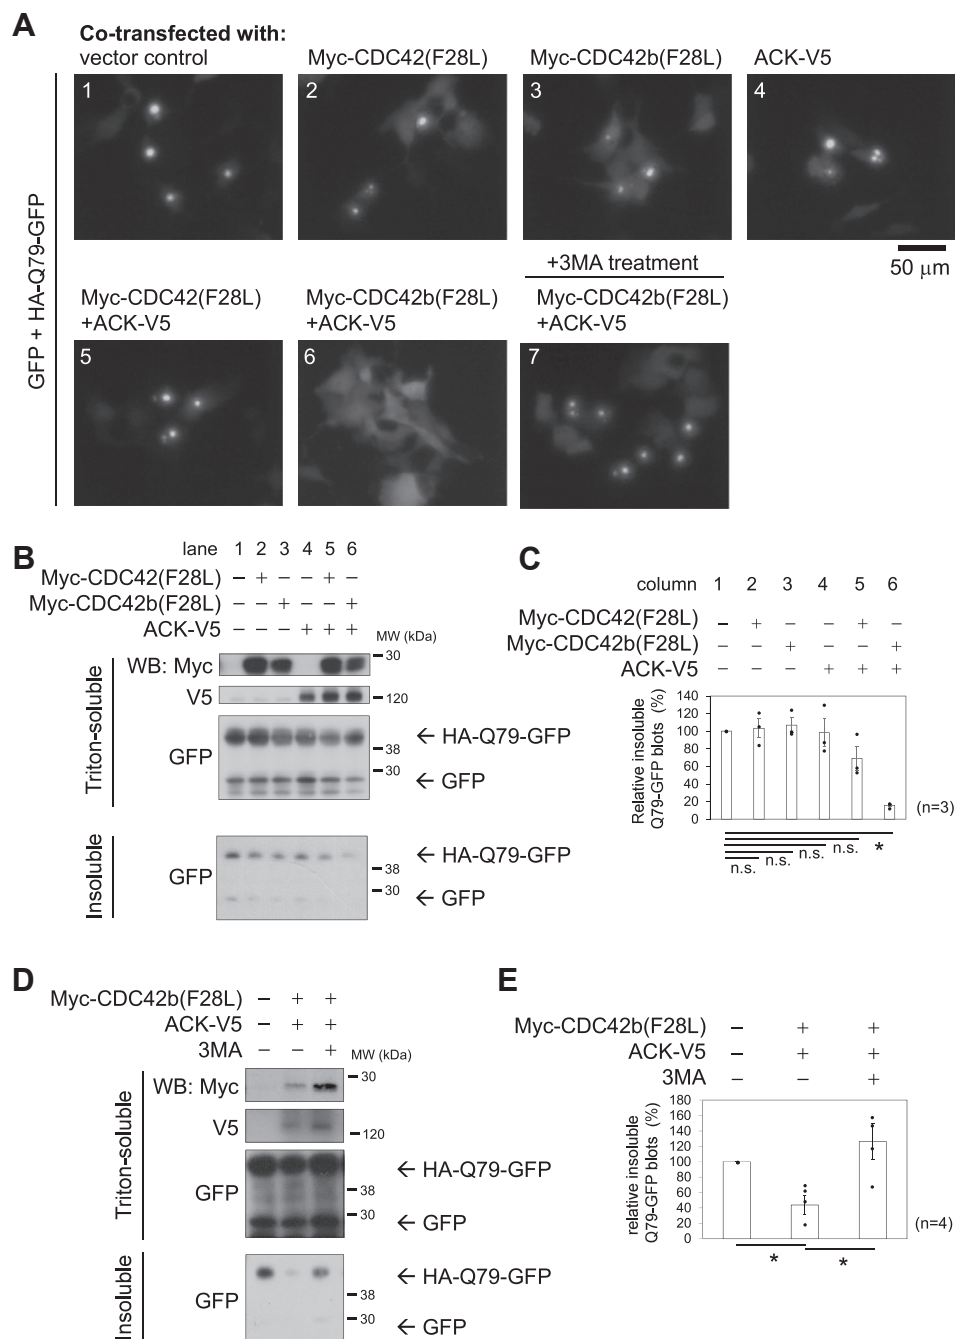 A
Co-transfected with:
vector control
Myc-CDC42(F28L)
Myc-CDC42b(F28L)
ACK-V5
1
2
3
4
GFP + HA-Q79-GFP
50 μm
+3MA treatment
Myc-CDC42(F28L)
+ACK-V5
Myc-CDC42b(F28L)
+ACK-V5
Myc-CDC42b(F28L)
+ACK-V5
5
6
7
B
lane 1 2 3 4 5 6
Myc-CDC42(F28L) – + – – + –
Myc-CDC42b(F28L) – – + – – +
ACK-V5 – – – + + +
MW (kDa)
Triton-soluble
WB: Myc
30
V5
120
GFP
← HA-Q79-GFP
38
30
← GFP
Insoluble
GFP
← HA-Q79-GFP
38
30
← GFP
C
column 1 2 3 4 5 6
Myc-CDC42(F28L) – + – – + –
Myc-CDC42b(F28L) – – + – – +
ACK-V5 – – – + + +
Relative insoluble
Q79-GFP blots (%)
140
120
100
80
60
40
20
0
(n=3)
n.s. n.s. n.s. n.s. *
D
Myc-CDC42b(F28L) – + +
ACK-V5 – + +
3MA – – +
MW (kDa)
Triton-soluble
WB: Myc
30
V5
120
GFP
← HA-Q79-GFP
38
30
← GFP
Insoluble
GFP
← HA-Q79-GFP
38
30
← GFP
E
Myc-CDC42b(F28L) – + +
ACK-V5 – + +
3MA – – +
relative insoluble
Q79-GFP blots (%)
180
160
140
120
100
80
60
40
20
0
(n=4)
* *